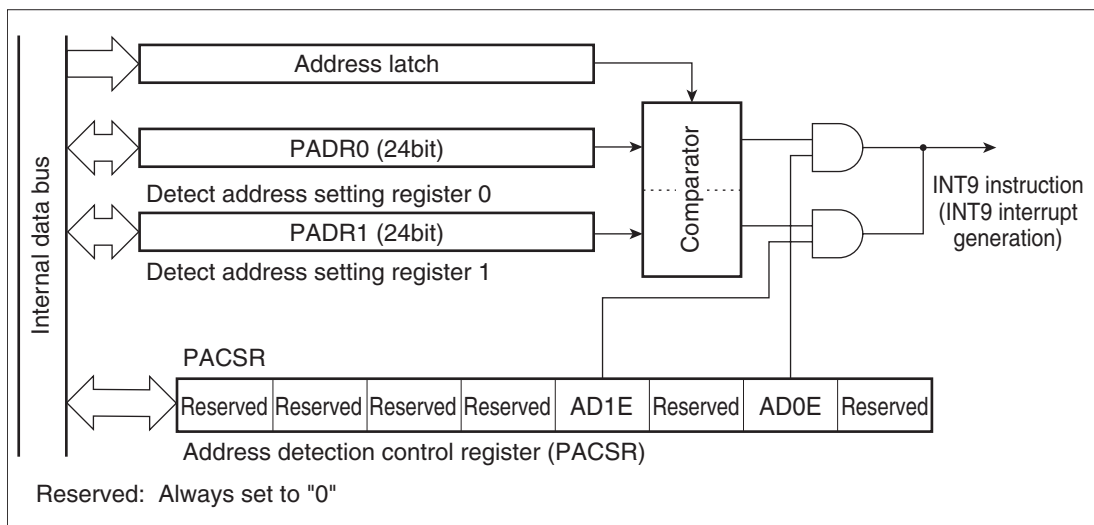 Internal data bus
Address latch
PADR0 (24bit)
Detect address setting register 0
PADR1 (24bit)
Detect address setting register 1
Comparator
INT9 instruction
(INT9 interrupt
generation)
PACSR
Reserved Reserved Reserved Reserved AD1E Reserved AD0E Reserved
Address detection control register (PACSR)
Reserved: Always set to "0"